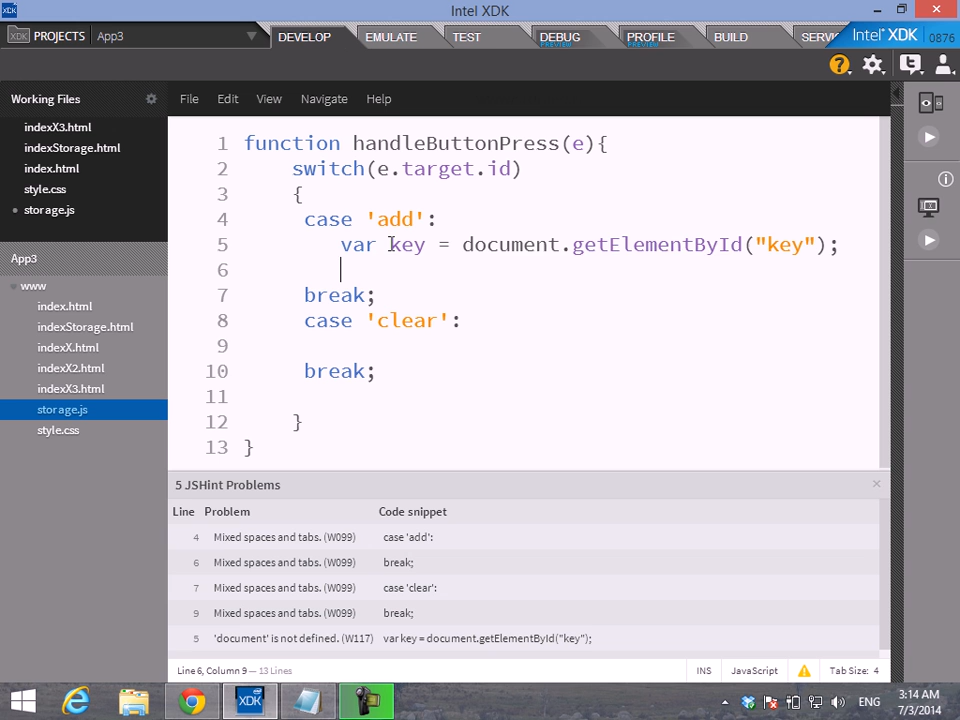 XDK
Intel XDK
XDK PROJECTS App3
DEVELOP EMULATE TEST DEBUG PREVIEW PROFILE PREVIEW BUILD SERV Intel® XDK 0876
?
Working Files
File Edit View Navigate Help
indexX3.html
indexStorage.html
index.html
style.css
storage.js
App3
www
index.html
indexStorage.html
indexX.html
indexX2.html
indexX3.html
storage.js
style.css
1 function handleButtonPress(e){
2 switch(e.target.id)
3 {
4 case 'add':
5 var key = document.getElementById("key");
6
7 break;
8 case 'clear':
9
10 break;
11
12 }
13 }
5 JSHint Problems
Line Problem Code snippet
4 Mixed spaces and tabs. (W099) case 'add':
6 Mixed spaces and tabs. (W099) break;
7 Mixed spaces and tabs. (W099) case 'clear':
9 Mixed spaces and tabs. (W099) break;
5 'document' is not defined. (W117) var key = document.getElementById("key");
Line 6, Column 9 — 13 Lines INS JavaScript Tab Size: 4
XDK
ENG
3:14 AM
7/3/2014